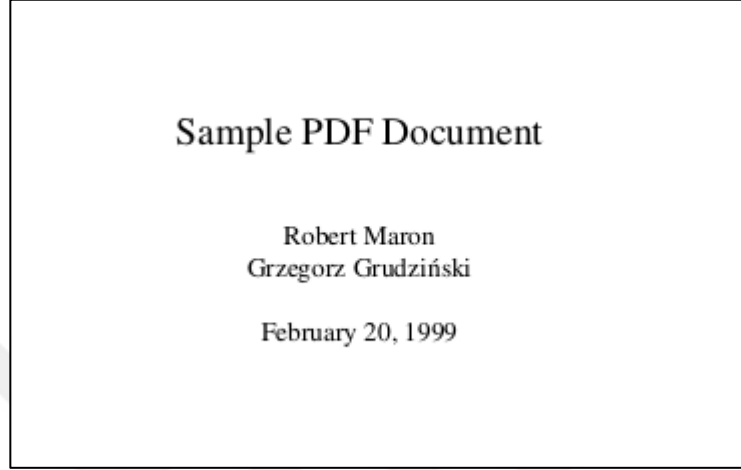 Sample PDF Document
Robert Maron
Grzegorz Grudziński
February 20, 1999